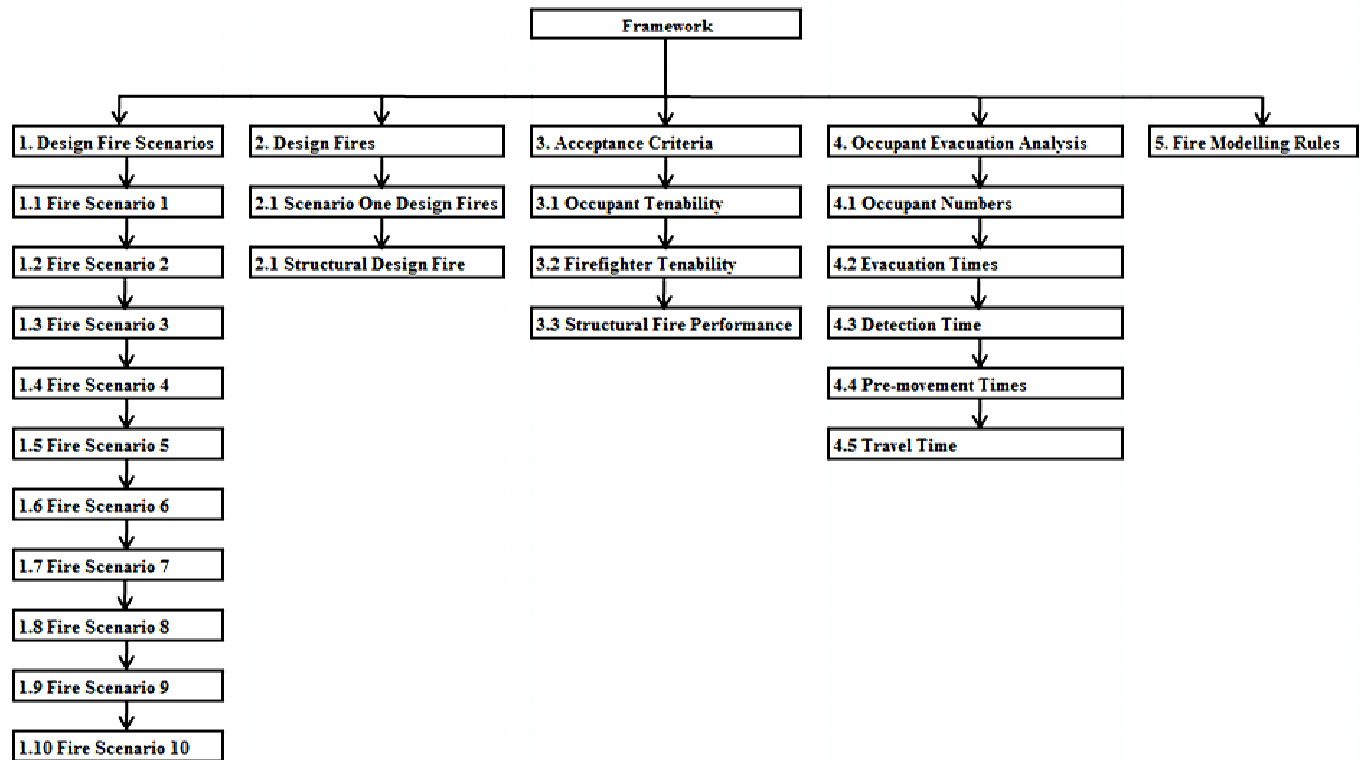 Framework
1. Design Fire Scenarios
2. Design Fires
3. Acceptance Criteria
4. Occupant Evacuation Analysis
5. Fire Modelling Rules
1.1 Fire Scenario 1
2.1 Scenario One Design Fires
3.1 Occupant Tenability
4.1 Occupant Numbers
1.2 Fire Scenario 2
2.1 Structural Design Fire
3.2 Firefighter Tenability
4.2 Evacuation Times
1.3 Fire Scenario 3
3.3 Structural Fire Performance
4.3 Detection Time
1.4 Fire Scenario 4
4.4 Pre-movement Times
1.5 Fire Scenario 5
4.5 Travel Time
1.6 Fire Scenario 6
1.7 Fire Scenario 7
1.8 Fire Scenario 8
1.9 Fire Scenario 9
1.10 Fire Scenario 10